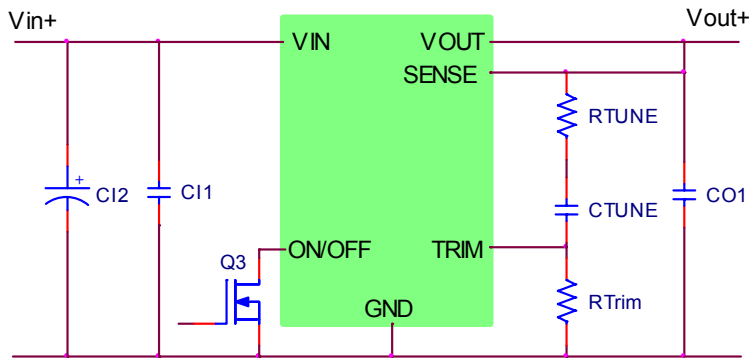 Vin+
Vout+
VIN
VOUT
SENSE
RTUNE
+
CI2
CI1
CTUNE
CO1
Q3
ON/OFF
TRIM
RTrim
GND